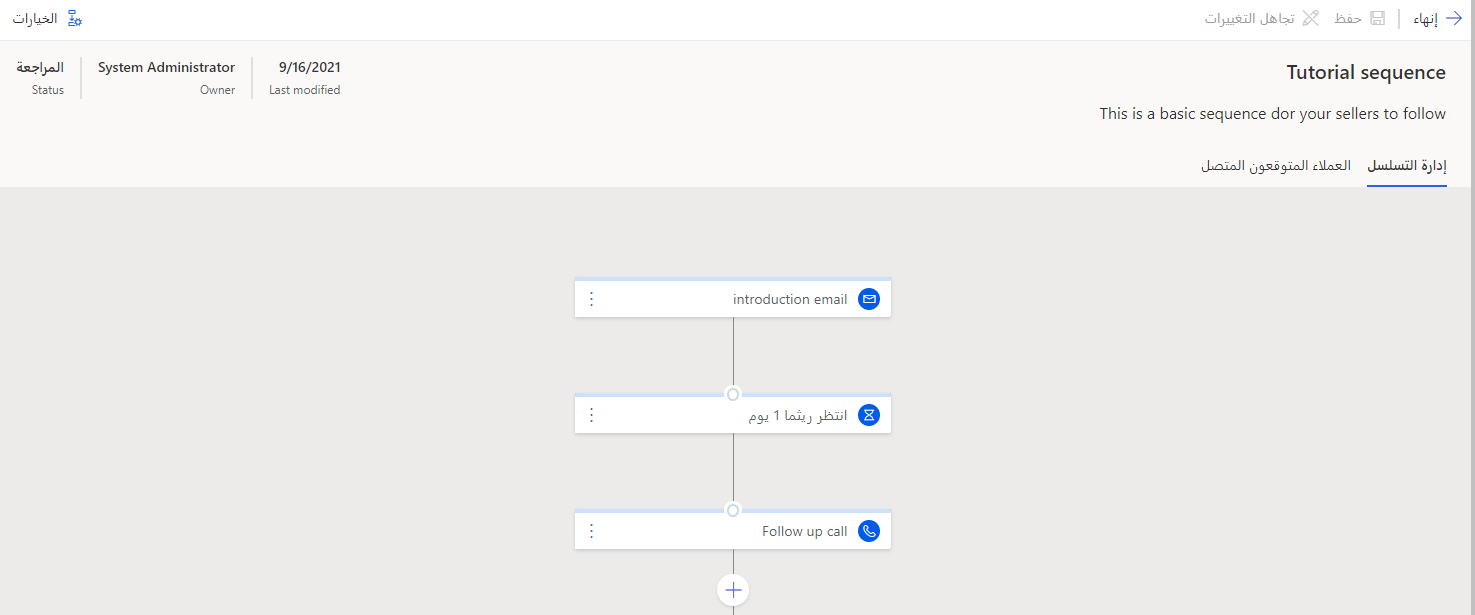 إنهاء
حفظ
تجاهل التغييرات
الخيارات
Tutorial sequence
This is a basic sequence dor your sellers to follow
9/16/2021
Last modified
System Administrator
Owner
المراجعة
Status
إدارة التسلسل
العملاء المتوقعون المتصل
introduction email
انتظر ريثما 1 يوم
Follow up call